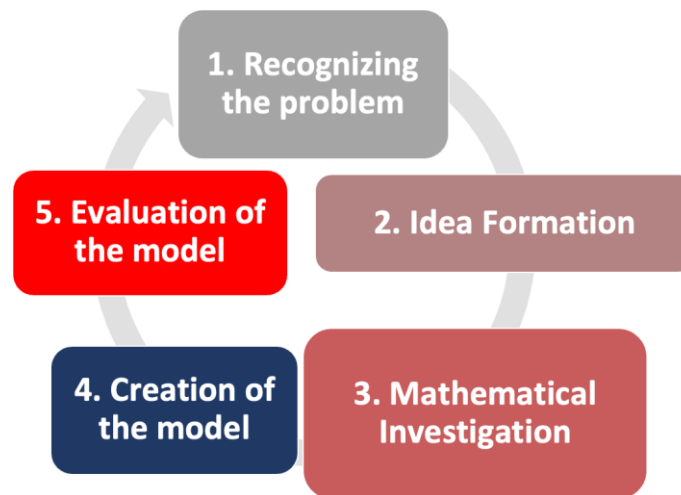 1. Recognizing
the problem
2. Idea Formation
3. Mathematical
Investigation
4. Creation of
the model
5. Evaluation of
the model